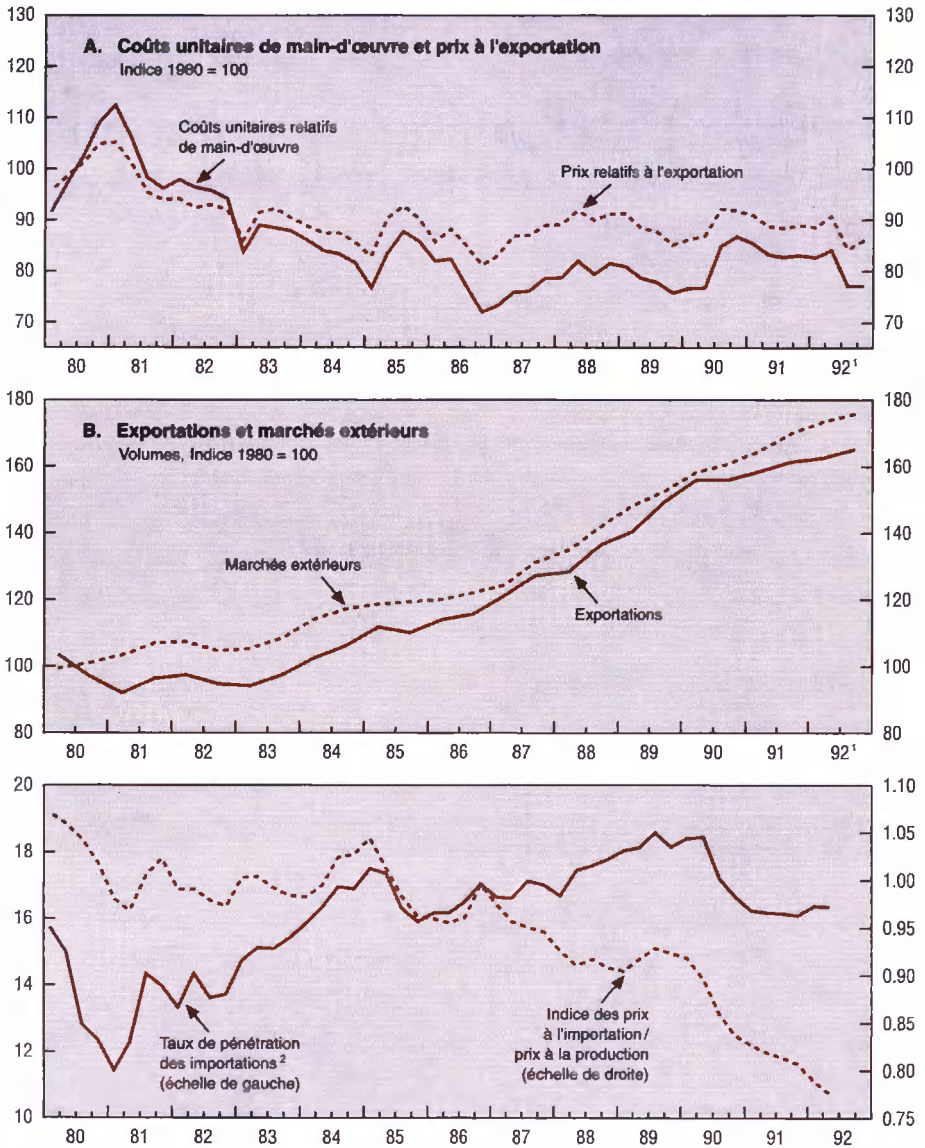 130 130
A. Coûts unitaires de main-d'œuvre et prix à l'exportation
120 120
Indice 1980 = 100
110 110
Coûts unitaires relatifs
de main-d'œuvre
100 100
Prix relatifs à l'exportation
90 90
80 80
70 70
80 81 82 83 84 85 86 87 88 89 90 91 92¹
180 180
B. Exportations et marchés extérieurs
Volumes, Indice 1980 = 100
160 160
140 140
Marchés extérieurs
120 120
Exportations
100 100
80 80
80 81 82 83 84 85 86 87 88 89 90 91 92¹
20 1.10
1.05
18
1.00
16 0.95
14 0.90
Taux de pénétration
des importations ²
(échelle de gauche)
Indice des prix
à l'importation/
prix à la production
(échelle de droite)
0.85
12
0.80
10 0.75
80 81 82 83 84 85 86 87 88 89 90 91 92